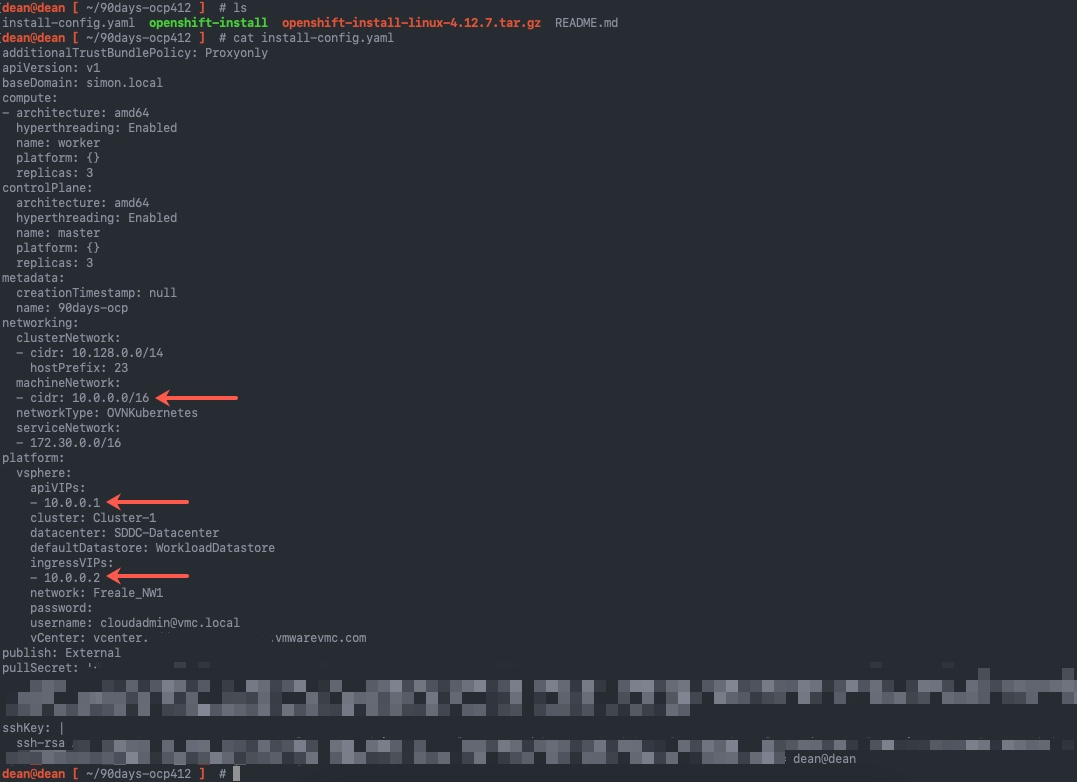 dean@dean [ ~/90days-ocp412 ]  # ls
install-config.yaml  openshift-install  openshift-install-linux-4.12.7.tar.gz  README.md
dean@dean [ ~/90days-ocp412 ]  # cat install-config.yaml
additionalTrustBundlePolicy: Proxyonly
apiVersion: v1
baseDomain: simon.local
compute:
- architecture: amd64
  hyperthreading: Enabled
  name: worker
  platform: {}
  replicas: 3
controlPlane:
  architecture: amd64
  hyperthreading: Enabled
  name: master
  platform: {}
  replicas: 3
metadata:
  creationTimestamp: null
  name: 90days-ocp
networking:
  clusterNetwork:
  - cidr: 10.128.0.0/14
    hostPrefix: 23
  machineNetwork:
  - cidr: 10.0.0.0/16
  networkType: OVNKubernetes
  serviceNetwork:
  - 172.30.0.0/16
platform:
  vsphere:
    apiVIPs:
    - 10.0.0.1
    cluster: Cluster-1
    datacenter: SDDC-Datacenter
    defaultDatastore: WorkloadDatastore
    ingressVIPs:
    - 10.0.0.2
    network: Freale_NW1
    password:
    username: cloudadmin@vmc.local
    vCenter: vcenter. .vmwarevmc.com
publish: External
pullSecret: '
sshKey: |
  ssh-rsa
dean@dean
dean@dean [ ~/90days-ocp412 ]  #